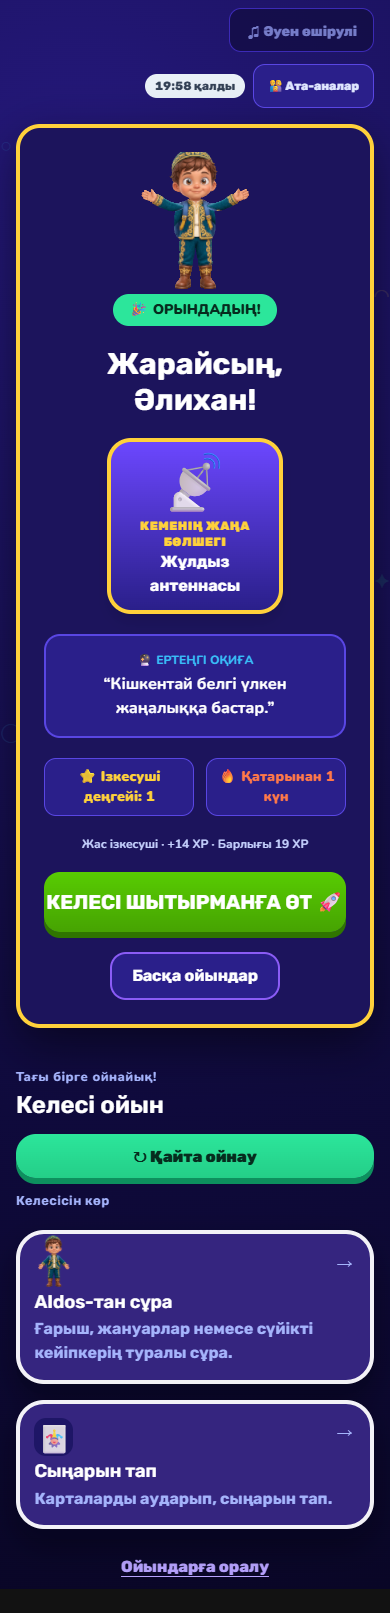 ♫ Әуен өшірулі
19:58 қалды
Ата-аналар
🎉 ОРЫНДАДЫҢ!
Жарайсың,
Әлихан!
КЕМЕНІҢ ЖАҢА
БӨЛШЕГІ
Жұлдыз
антеннасы
ЕРТЕҢГІ ОҚИҒА
“Кішкентай белгі үлкен
жаңалыққа бастар.”
⭐ Ізкесуші
деңгейі: 1
🔥 Қатарынан 1
күн
Жас ізкесуші · +14 XP · Барлығы 19 XP
КЕЛЕСІ ШЫТЫРМАНҒА ӨТ 🚀
Басқа ойындар
Тағы бірге ойнайық!
Келесі ойын
↻ Қайта ойнау
Келесісін көр
→
Aldos-тан сұра
Ғарыш, жануарлар немесе сүйікті
кейіпкерің туралы сұра.
→
Сыңарын тап
Карталарды аударып, сыңарын тап.
Ойындарға оралу